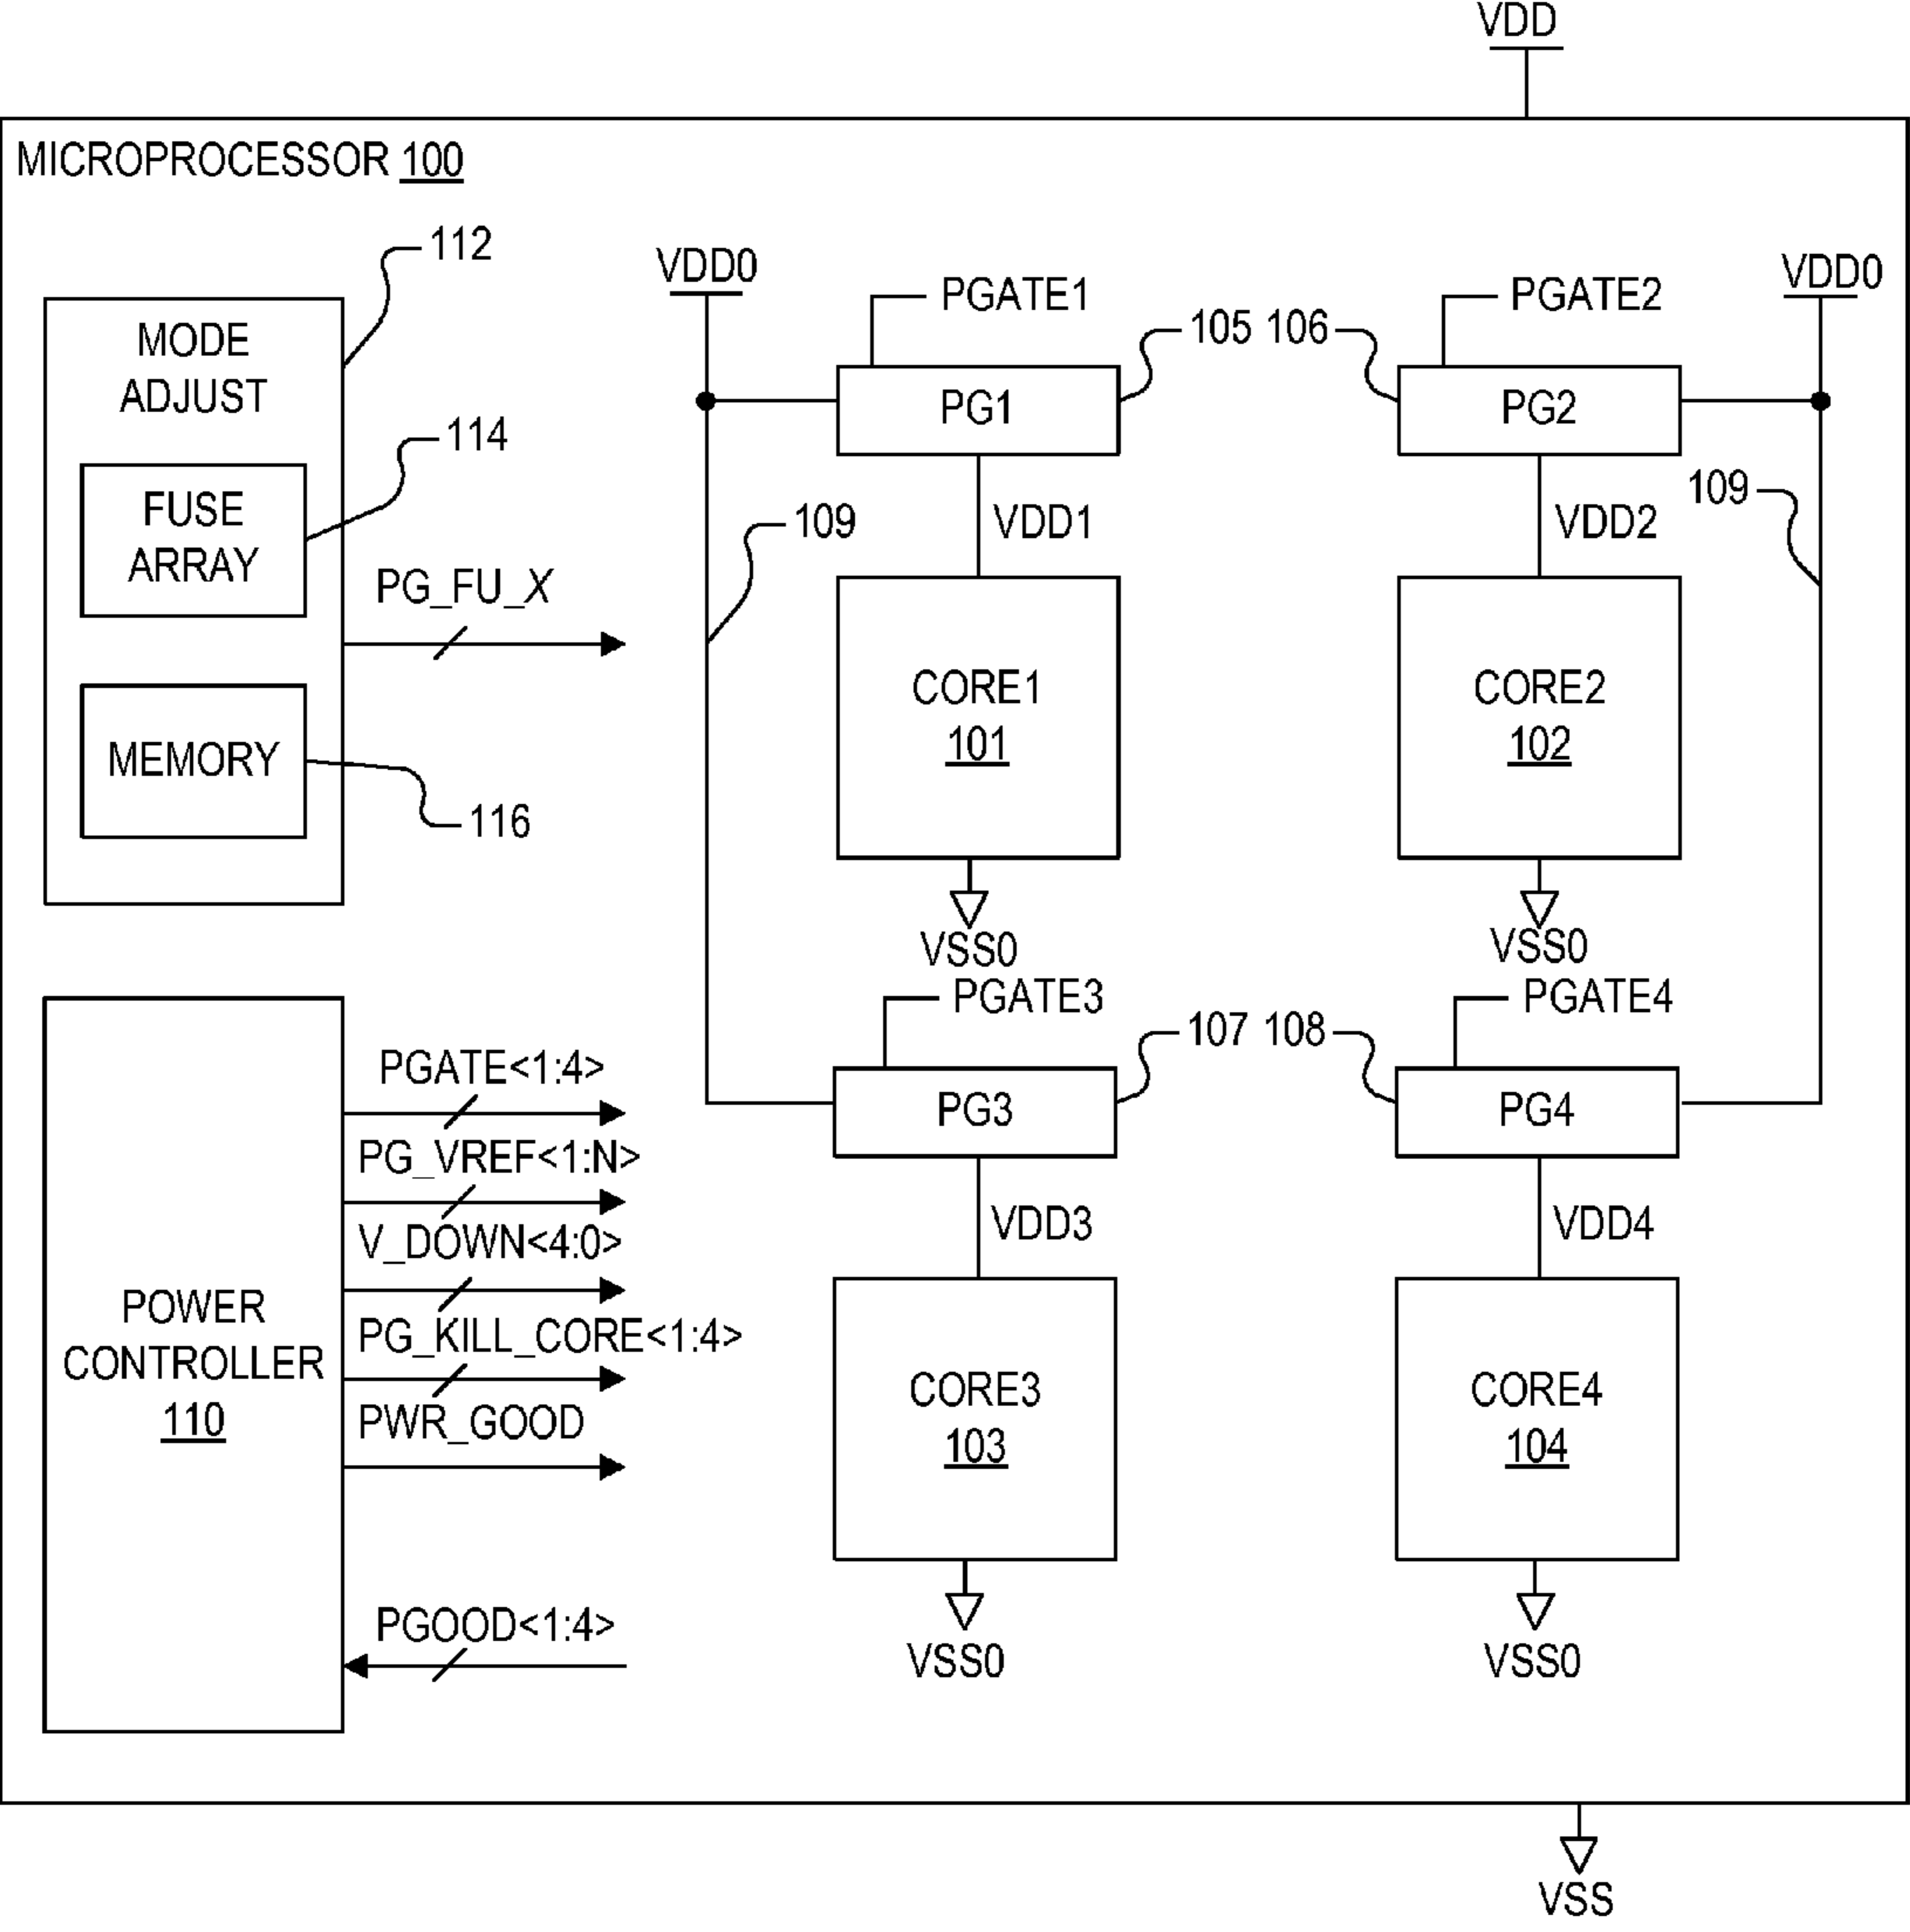 VDD
MICROPROCESSOR 100
112
VDD0
PGATE1
PGATE2
VDD0
MODE
ADJUST
105
106
PG1
PG2
114
FUSE
ARRAY
109
VDD1
VDD2
109
PG_FU_X
CORE1
101
CORE2
102
MEMORY
116
VSS0
VSS0
PGATE3
PGATE4
107
108
PG3
PG4
PGATE<1:4>
PG_VREF<1:N>
V_DOWN<4:0>
VDD3
VDD4
POWER
CONTROLLER
110
PG_KILL_CORE<1:4>
PWR_GOOD
CORE3
103
CORE4
104
PGOOD<1:4>
VSS0
VSS0
VSS